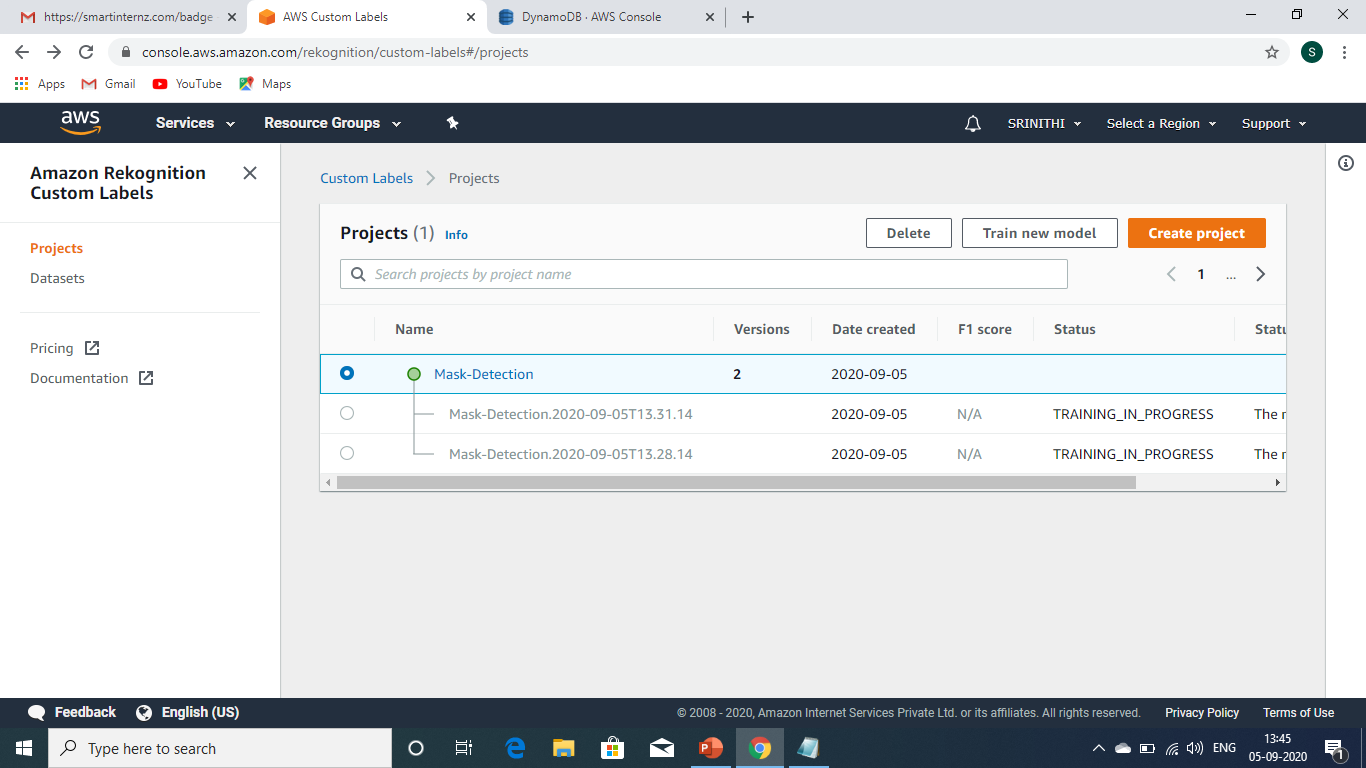 https://smartinternz.com/badge
AWS Custom Labels
DynamoDB · AWS Console
console.aws.amazon.com/rekognition/custom-labels#/projects
S
Apps
Gmail
YouTube
Maps
aws
Services
Resource Groups
SRINITHI
Select a Region
Support
Amazon Rekognition
Custom Labels
Projects
Datasets
Pricing
Documentation
Custom Labels
Projects
Projects (1) Info
Delete
Train new model
Create project
Search projects by project name
1
...
Name Versions Date created F1 score Status Statu
Mask-Detection 2 2020-09-05
Mask-Detection.2020-09-05T13.31.14 2020-09-05 N/A TRAINING_IN_PROGRESS The m
Mask-Detection.2020-09-05T13.28.14 2020-09-05 N/A TRAINING_IN_PROGRESS The m
Feedback
English (US)
© 2008 - 2020, Amazon Internet Services Private Ltd. or its affiliates. All rights reserved.
Privacy Policy
Terms of Use
Type here to search
ENG
13:45
05-09-2020
1